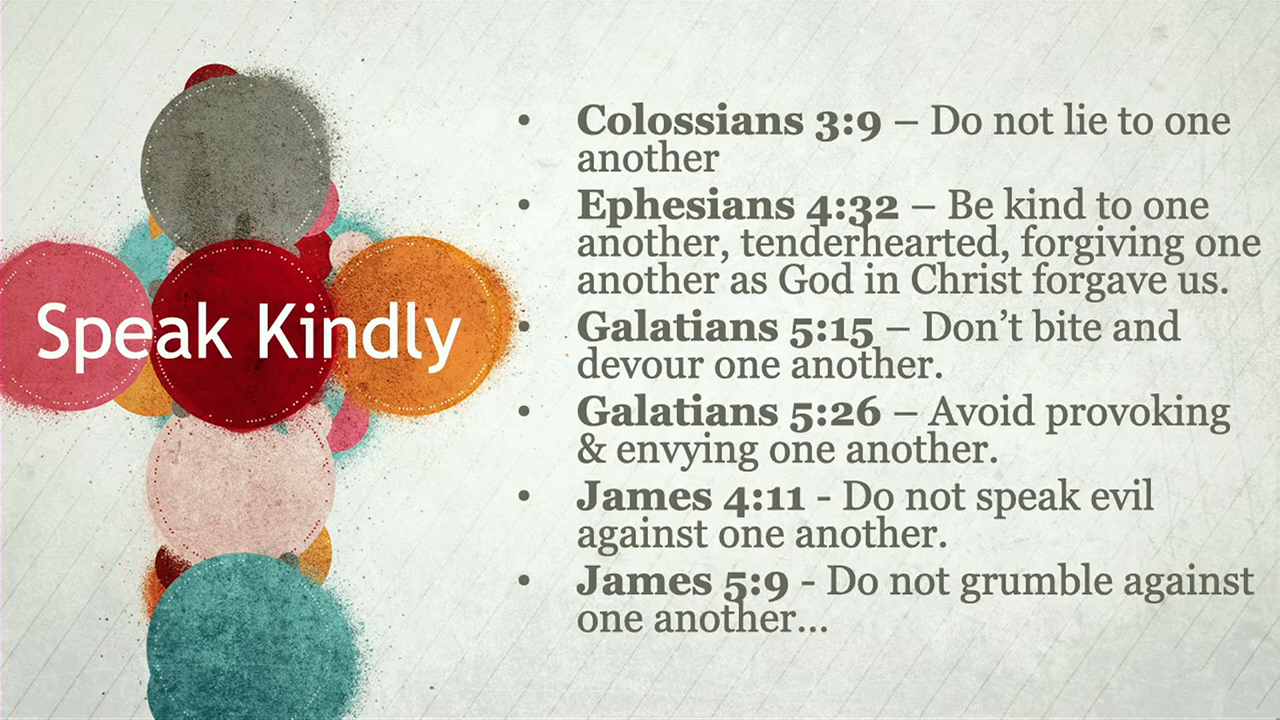 Speak Kindly
• Colossians 3:9 – Do not lie to one
another
• Ephesians 4:32 – Be kind to one
another, tenderhearted, forgiving one
another as God in Christ forgave us.
• Galatians 5:15 – Don’t bite and
devour one another.
• Galatians 5:26 – Avoid provoking
& envying one another.
• James 4:11 - Do not speak evil
against one another.
• James 5:9 - Do not grumble against
one another...